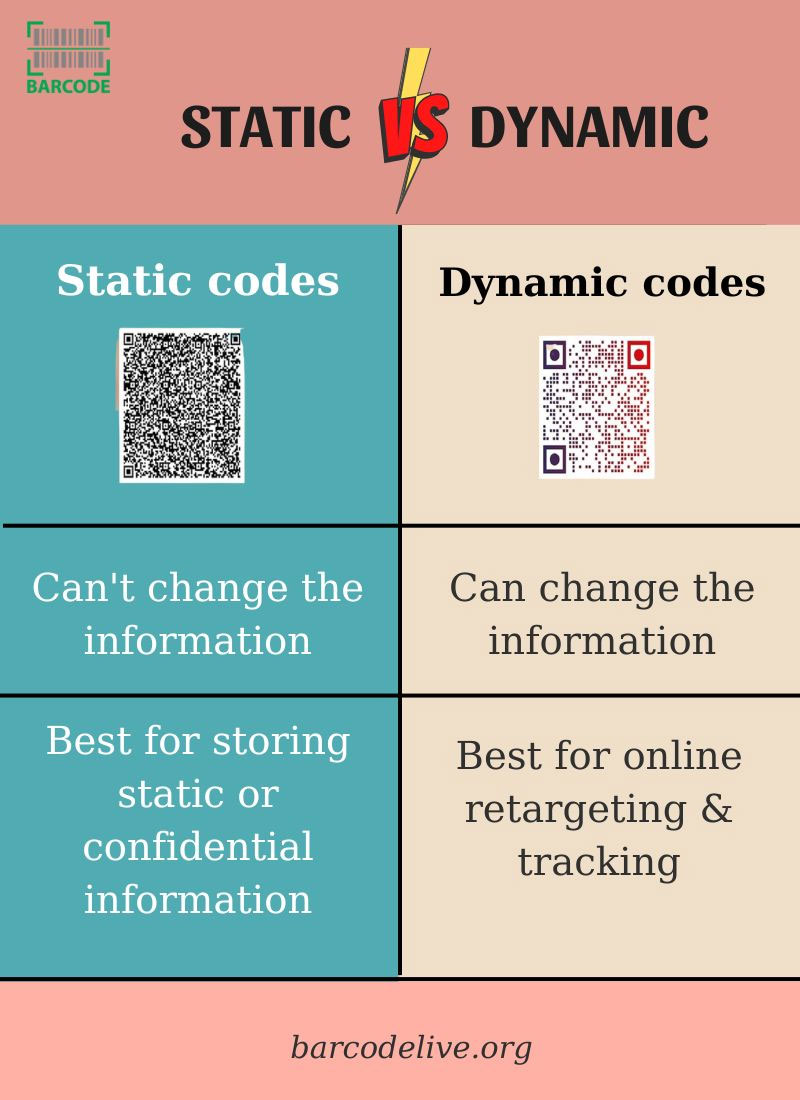 BARCODE
STATIC VS DYNAMIC
Static codes
Dynamic codes
Can't change the
information
Can change the
information
Best for storing
static or
confidential
information
Best for online
retargeting &
tracking
barcodelive.org